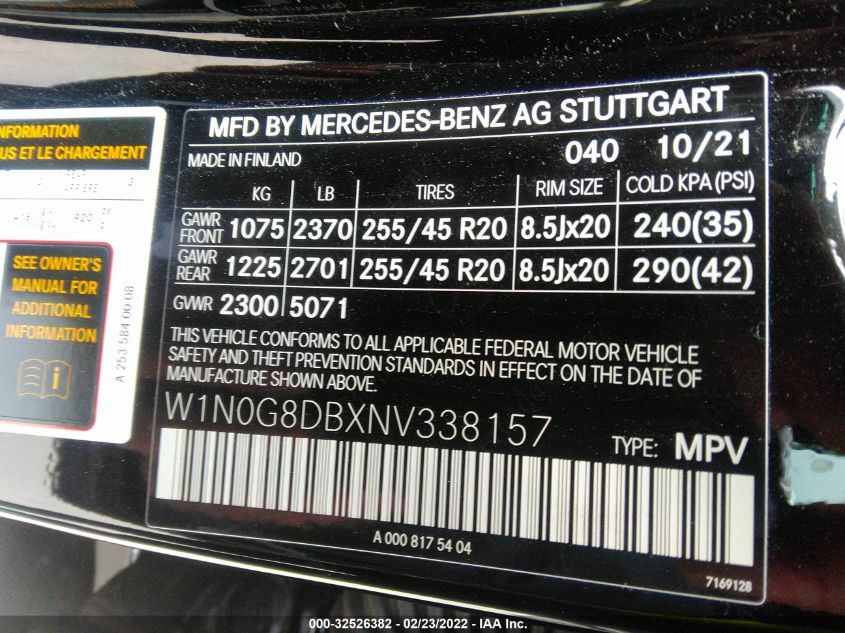 NFORMATION
US ET LE CHARGEMENT
SEE OWNER'S
MANUAL FOR
ADDITIONAL
INFORMATION
A 253 584 00 08
MFD BY MERCEDES-BENZ AG STUTTGART
MADE IN FINLAND 040 10/21
KG LB TIRES RIM SIZE COLD KPA (PSI)
GAWR FRONT 1075 2370 255/45 R20 8.5Jx20 240(35)
GAWR REAR 1225 2701 255/45 R20 8.5Jx20 290(42)
GVWR 2300 5071
THIS VEHICLE CONFORMS TO ALL APPLICABLE FEDERAL MOTOR VEHICLE
SAFETY AND THEFT PREVENTION STANDARDS IN EFFECT ON THE DATE OF
MANUFACTURE SHOWN ABOVE.
W1N0G8DBXNV338157
TYPE: MPV
A 000 817 54 04
7169128
000-32526382 - 02/23/2022 - IAA Inc.